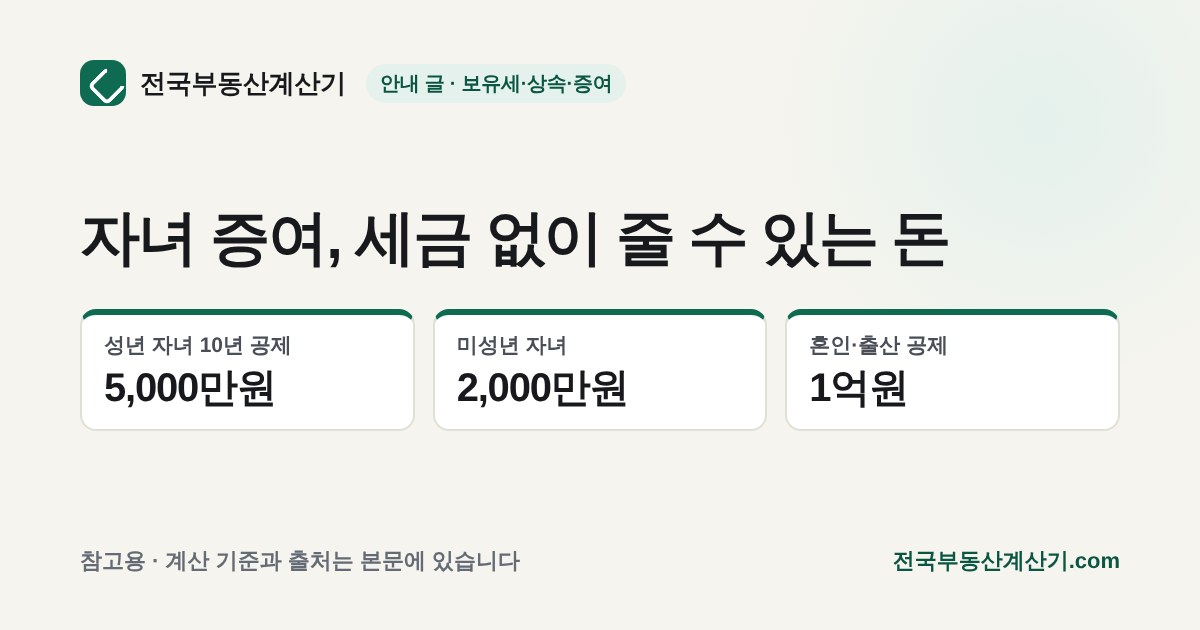 전국부동산계산기
안내 글 · 보유세·상속·증여
자녀 증여, 세금 없이 줄 수 있는 돈
성년 자녀 10년 공제
5,000만원
미성년 자녀
2,000만원
혼인·출산 공제
1억원
참고용 · 계산 기준과 출처는 본문에 있습니다
전국부동산계산기.com